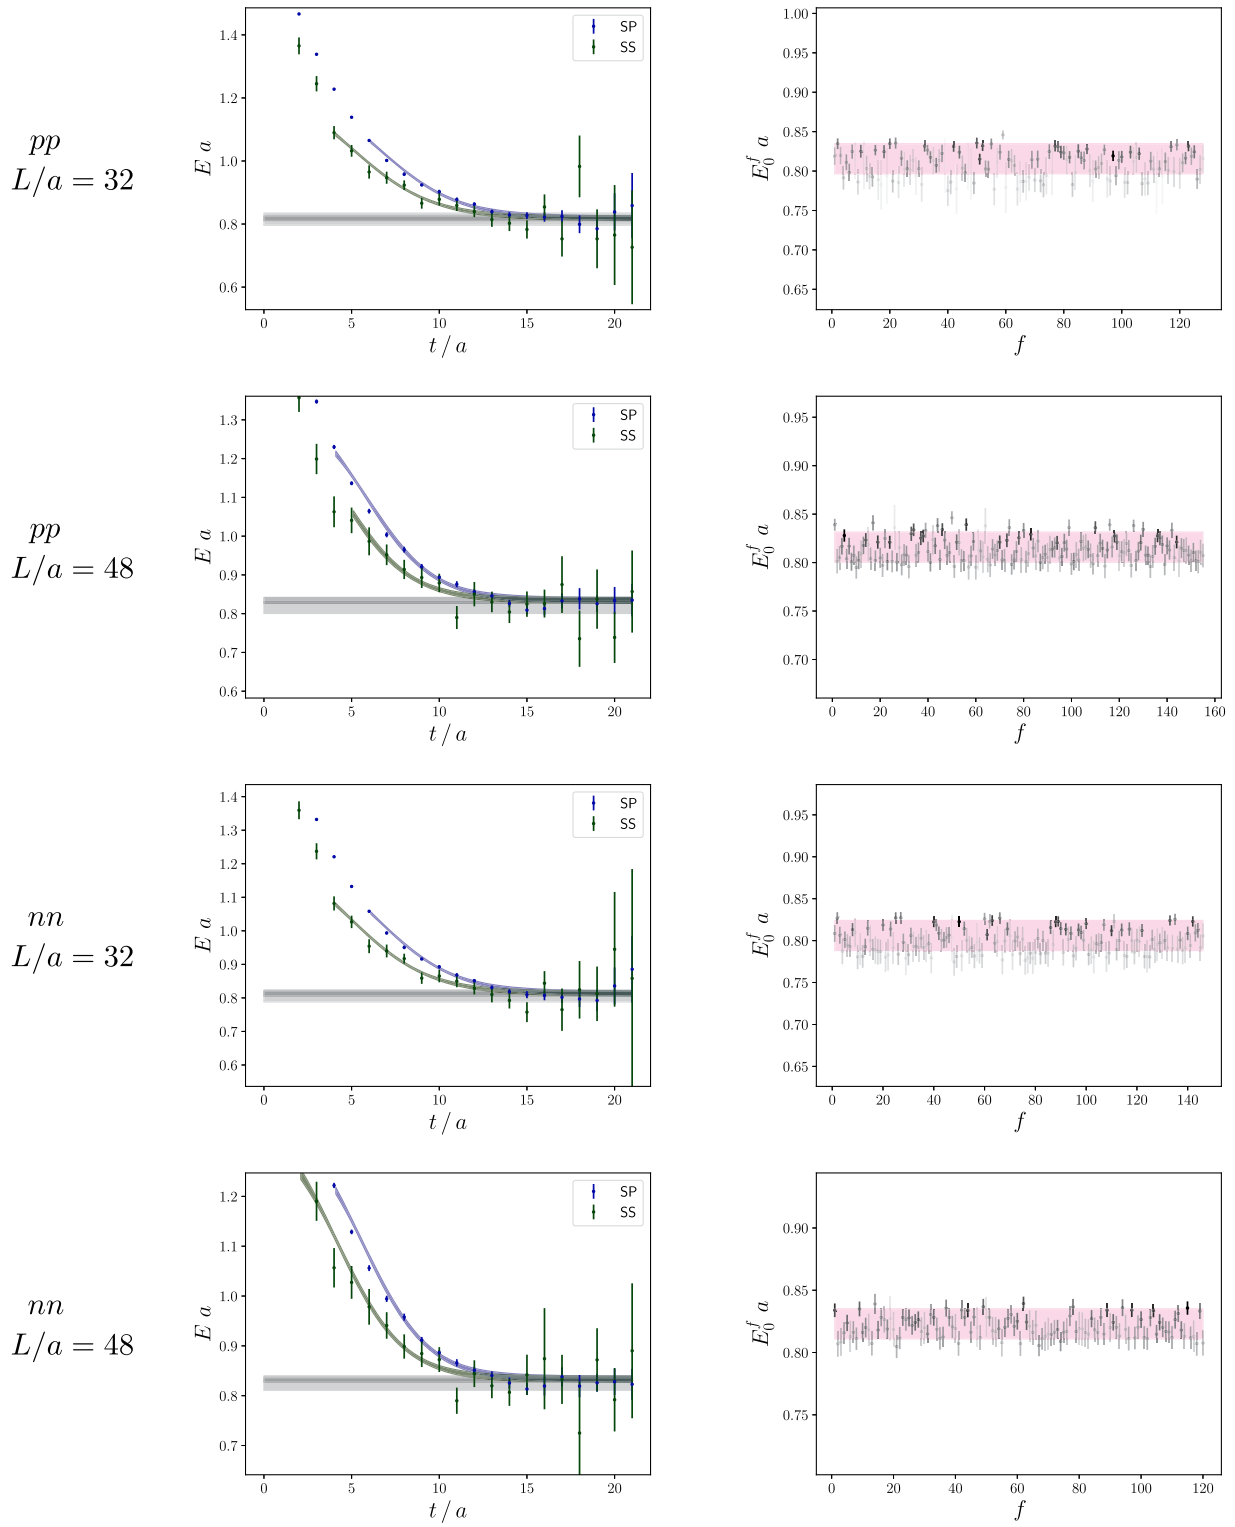 pp
L/a = 32
E a
1.4
1.2
1.0
0.8
0.6
0 5 10 15 20
t / a
SP
SS
E_0^f a
1.00
0.95
0.90
0.85
0.80
0.75
0.70
0.65
0 20 40 60 80 100 120
f
pp
L/a = 48
E a
1.3
1.2
1.1
1.0
0.9
0.8
0.7
0.6
0 5 10 15 20
t / a
SP
SS
E_0^f a
0.95
0.90
0.85
0.80
0.75
0.70
0 20 40 60 80 100 120 140 160
f
nn
L/a = 32
E a
1.4
1.3
1.2
1.1
1.0
0.9
0.8
0.7
0.6
0 5 10 15 20
t / a
SP
SS
E_0^f a
0.95
0.90
0.85
0.80
0.75
0.70
0.65
0 20 40 60 80 100 120 140
f
nn
L/a = 48
E a
1.2
1.1
1.0
0.9
0.8
0.7
0 5 10 15 20
t / a
SP
SS
E_0^f a
0.90
0.85
0.80
0.75
0 20 40 60 80 100 120
f